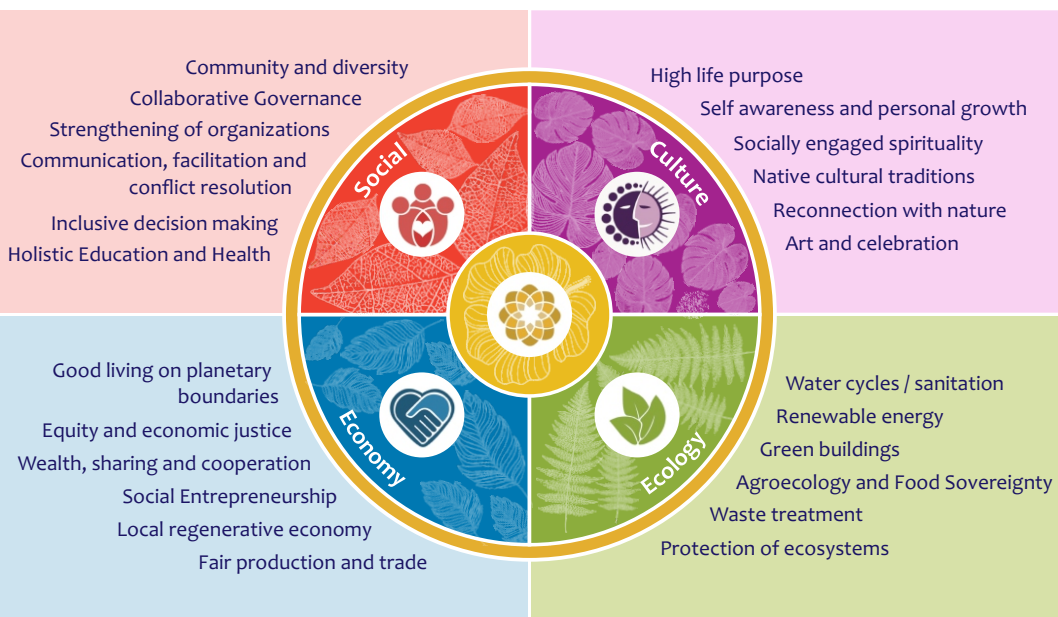 Community and diversity
Collaborative Governance
Strengthening of organizations
Communication, facilitation and
conflict resolution
Inclusive decision making
Holistic Education and Health
Social
High life purpose
Self awareness and personal growth
Socially engaged spirituality
Native cultural traditions
Reconnection with nature
Art and celebration
Culture
Good living on planetary
boundaries
Equity and economic justice
Wealth, sharing and cooperation
Social Entrepreneurship
Local regenerative economy
Fair production and trade
Economy
Water cycles / sanitation
Renewable energy
Green buildings
Agroecology and Food Sovereignty
Waste treatment
Protection of ecosystems
Ecology